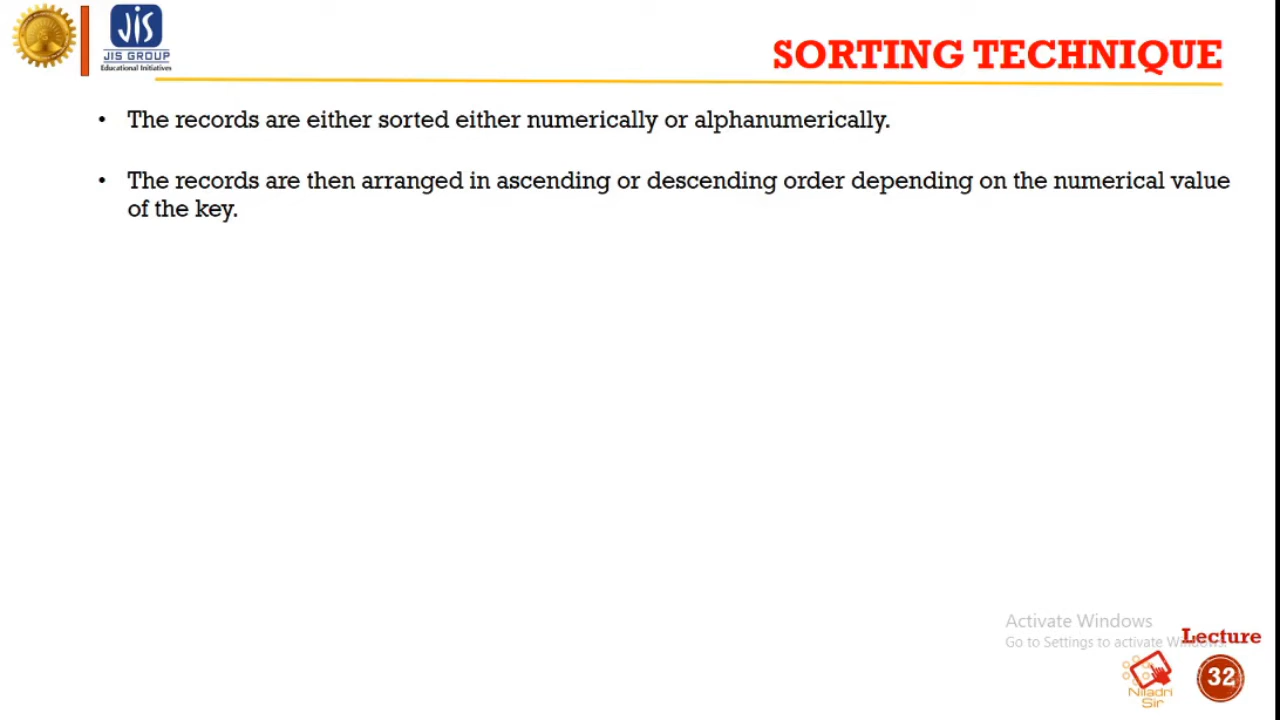 JIS
JIS GROUP
Educational Initiatives
SORTING TECHNIQUE
• The records are either sorted either numerically or alphanumerically.
• The records are then arranged in ascending or descending order depending on the numerical value
of the key.
Activate Windows
Go to Settings to activate Windows.
Lecture
32
Niladri
Sir